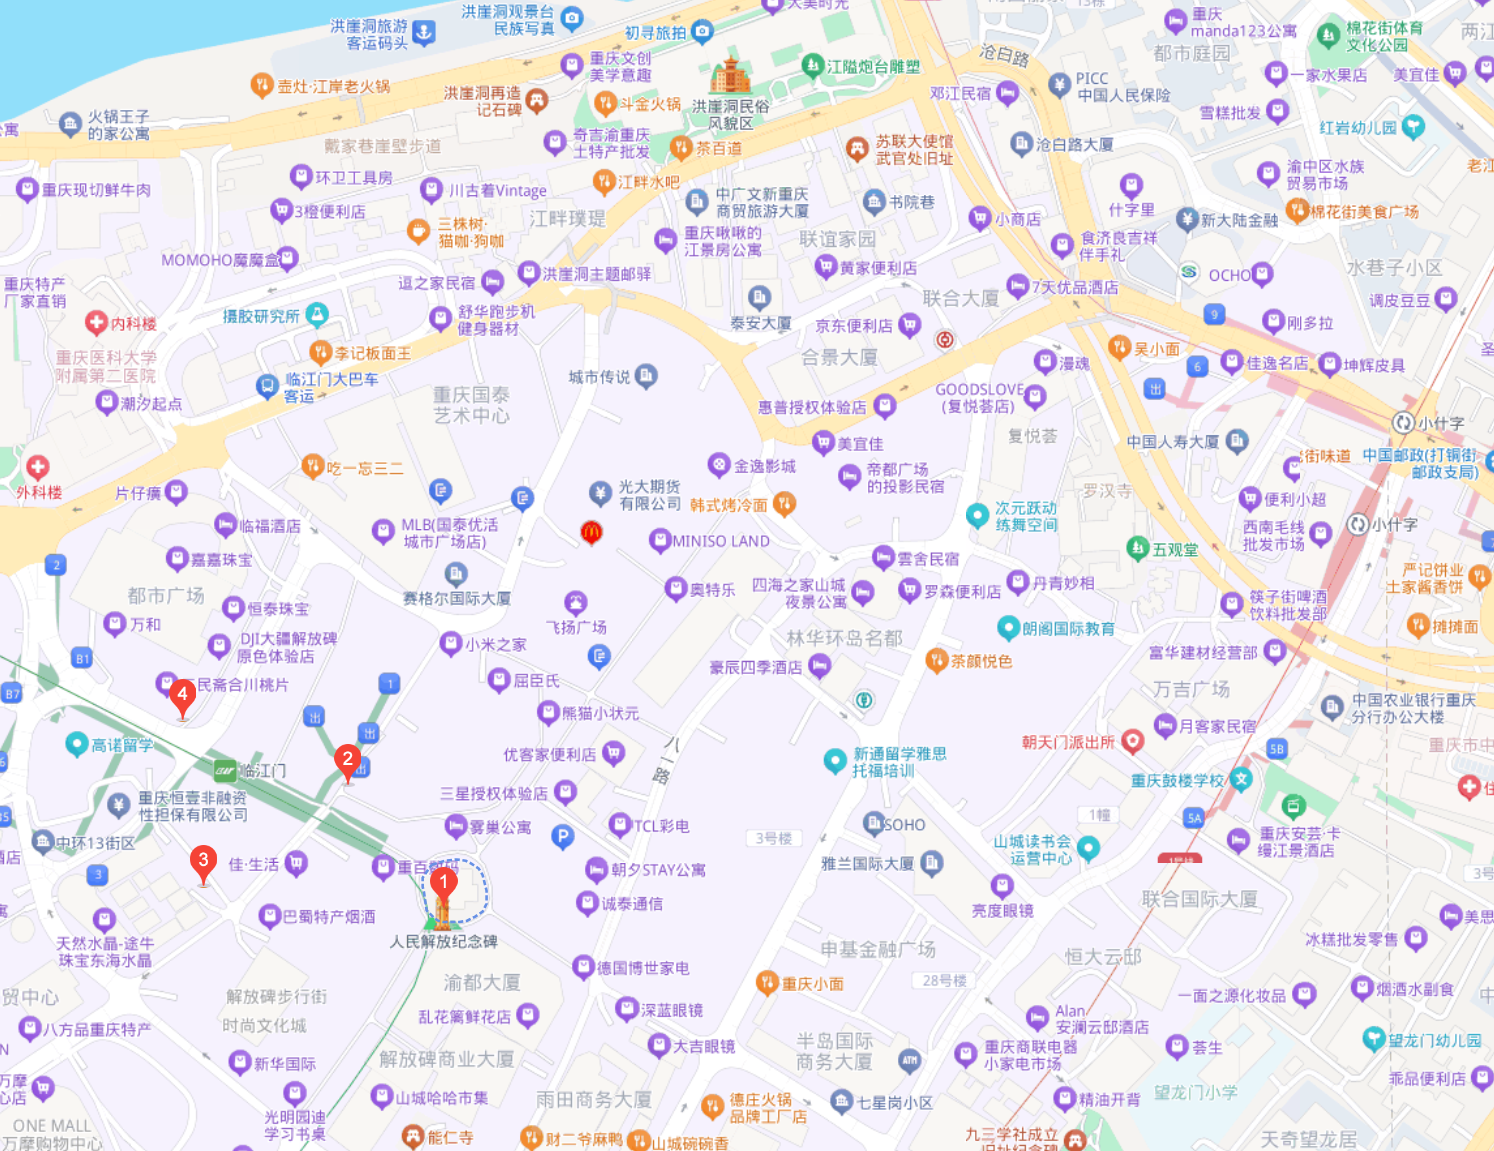 洪崖洞旅游
客运码头
洪崖洞观景台
民族写真
初寻旅拍
大美时光
沧白路
重庆
manda123公寓
都市庭园
棉花街体育
文化公园
两江
壶灶·江岸老火锅
重庆文创
美学意趣
江隘炮台雕塑
PICC
中国人民保险
一家水果店
美宜佳
火锅王子
的家公寓
洪崖洞再造
记石碑
斗金火锅
洪崖洞民俗
风貌区
邓江民宿
雪糕批发
红岩幼儿园
戴家巷崖壁步道
奇吉渝重庆
土特产批发
茶百道
苏联大使馆
武官处旧址
沧白路大厦
渝中区水族
贸易市场
老江
重庆现切鲜牛肉
环卫工具房
川古着Vintage
江畔水吧
中广文新重庆
商贸旅游大厦
书院巷
什字里
3橙便利店
三株树·
猫咖·狗咖
江畔璞瑅
小商店
新大陆金融
棉花街美食广场
MOMOHO魔魔盒
重庆啾啾的
江景房公寓
联谊家园
食济良吉祥
伴手礼
重庆特产
厂家直销
逗之家民宿
洪崖洞主题邮驿
黄家便利店
7天优品酒店
OCHO
水巷子小区
调皮豆豆
内科楼
摄胶研究所
舒华跑步机
健身器材
泰安大厦
京东便利店
联合大厦
9
刚多拉
重庆医科大学
附属第二医院
李记板面王
合景大厦
漫魂
吴小面
6
佳逸名店
坤辉皮具
临江门大巴车
客运
城市传说
GOODSLOVE
(复悦荟店)
出
潮汐起点
重庆国泰
艺术中心
惠普授权体验店
复悦荟
小什字
美宜佳
中国人寿大厦
街味道
中国邮政(打铜街
邮政支局)
外科楼
吃一忘三二
金逸影城
帝都广场
的投影民宿
片仔癀
光大期货
有限公司
韩式烤冷面
罗汉寺
便利小超
临福酒店
MLB(国泰优活
城市广场店)
次元跃动
练舞空间
西南毛线
批发市场
小什字
MINISO LAND
五观堂
2
嘉嘉珠宝
雲舍民宿
严记饼业
土家酱香饼
都市广场
赛格尔国际大厦
奥特乐
四海之家山城
夜景公寓
罗森便利店
丹青妙相
筷子街啤酒
饮料批发部
恒泰珠宝
万和
飞扬广场
林华环岛名都
朗阁国际教育
摊摊面
DJI大疆解放碑
原色体验店
小米之家
富华建材经营部
B1
豪辰四季酒店
茶颜悦色
B7
民斋合川桃片
4
1
屈臣氏
万吉广场
中国农业银行重庆
分行办公大楼
出
熊猫小状元
月客家民宿
出
高诺留学
八一路
朝天门派出所
5B
重庆市中
2
出
临江门
优客家便利店
新通留学雅思
托福培训
重庆鼓楼学校
重庆恒壹非融资
性担保有限公司
三星授权体验店
1幢
5A
中环13街区
雾巢公寓
P
TCL彩电
3号楼
SOHO
山城读书会
运营中心
重庆安芸·卡
缦江景酒店
3
佳·生活
朝夕STAY公寓
雅兰国际大厦
3
1
诚泰通信
亮度眼镜
联合国际大厦
巴蜀特产烟酒
人民解放纪念碑
天然水晶-途牛
珠宝东海水晶
申基金融广场
恒大云邸
冰糕批发零售
美思
渝都大厦
德国博世家电
重庆小面
28号楼
贸中心
解放碑步行街
时尚文化城
一面之源化妆品
烟酒水副食
八方品重庆特产
乱花篱鲜花店
深蓝眼镜
Alan
安澜云邸酒店
大吉眼镜
半岛国际
商务大厦
荟生
望龙门幼儿园
新华国际
解放碑商业大厦
ATM
重庆商联电器
小家电市场
万摩
心店
光明园迪
学习书桌
山城哈哈市集
雨田商务大厦
德庄火锅
品牌工厂店
七星岗小区
精油开背
望龙门小学
乖品便利店
ONE MALL
万摩购物中心
能仁寺
财二爷麻鸭
山城碗碗香
九三学社成立
天奇望龙居